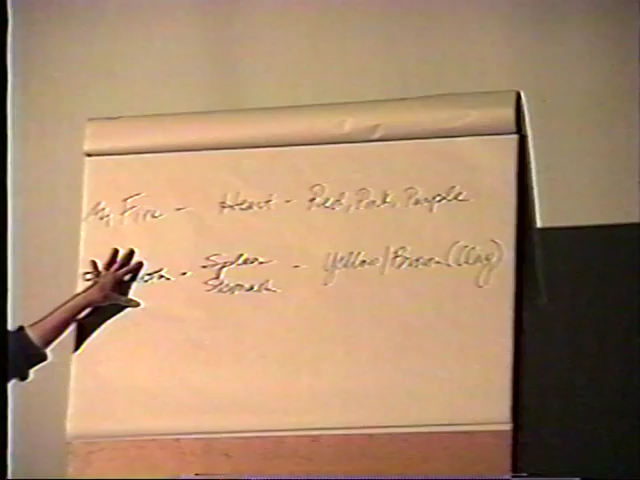 Fire - Heart - Red, Pink, Purple
- Spleen - Yellow/Brown (Clay)
Stomach